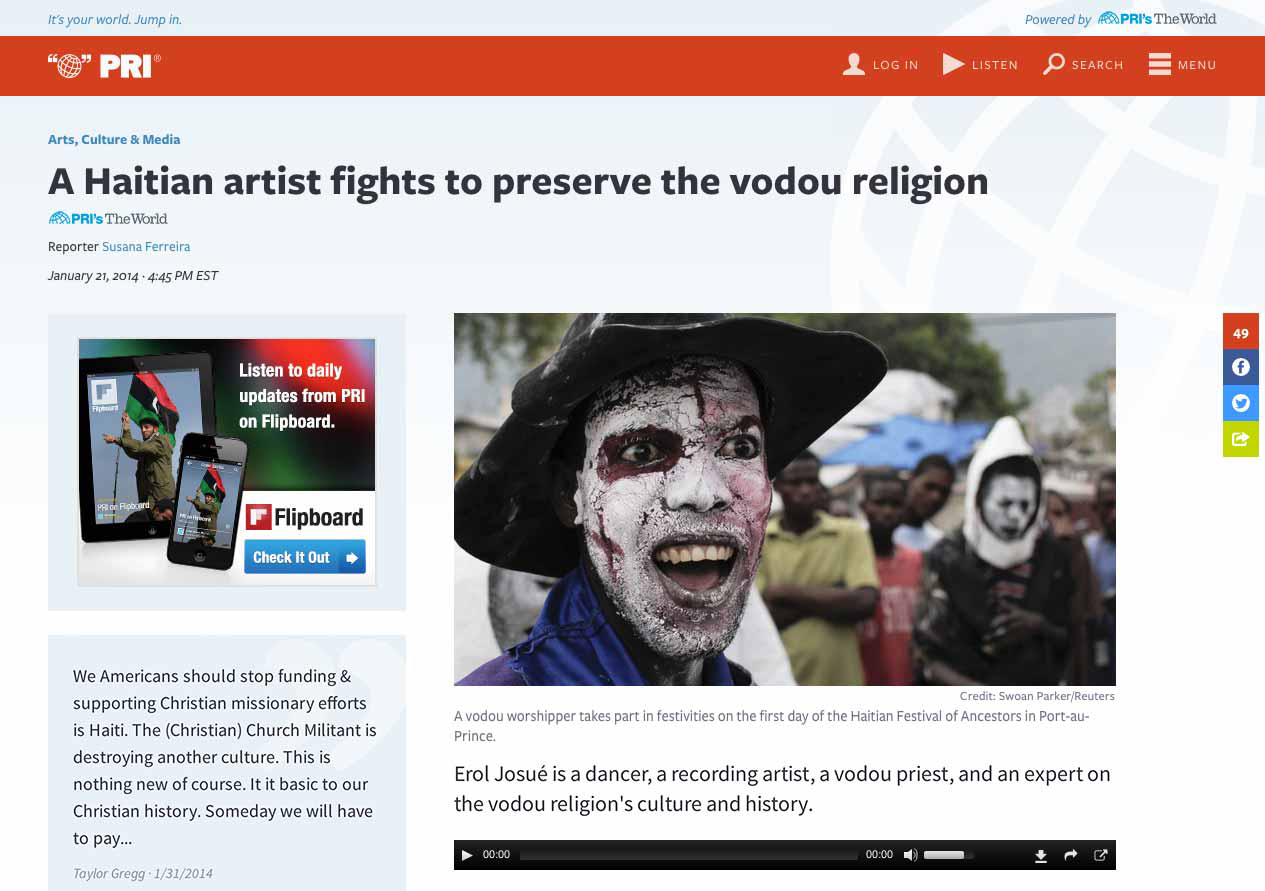 It's your world. Jump in.
Powered by PRI's TheWorld
PRI®
LOG IN
LISTEN
SEARCH
MENU
Arts, Culture & Media
A Haitian artist fights to preserve the vodou religion
PRI's TheWorld
Reporter Susana Ferreira
January 21, 2014 · 4:45 PM EST
Listen to daily
updates from PRI
on Flipboard.
Flipboard
PRI on Flipboard
Flipboard
Check It Out
We Americans should stop funding &
supporting Christian missionary efforts
is Haiti. The (Christian) Church Militant is
destroying another culture. This is
nothing new of course. It it basic to our
Christian history. Someday we will have
to pay...
Taylor Gregg · 1/31/2014
49
Credit: Swoan Parker/Reuters
A vodou worshipper takes part in festivities on the first day of the Haitian Festival of Ancestors in Port-au-
Prince.
Erol Josué is a dancer, a recording artist, a vodou priest, and an expert on
the vodou religion's culture and history.
00:00
00:00